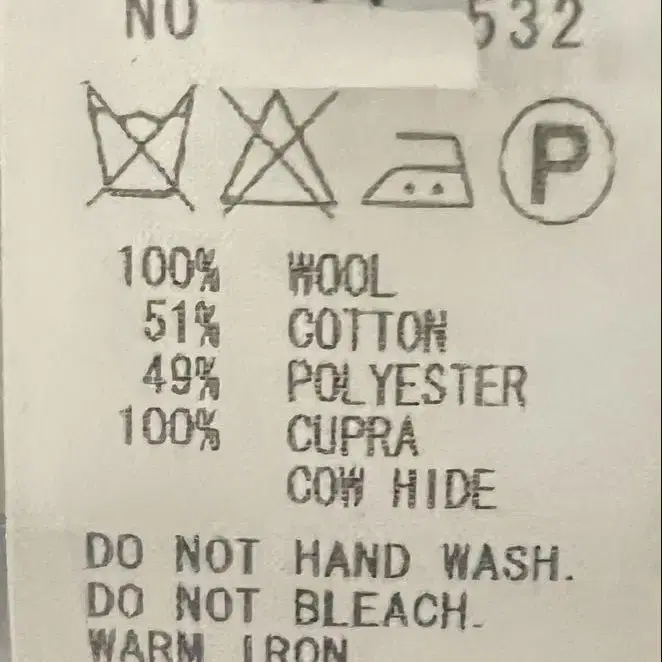 NO 532
P
100% WOOL
51% COTTON
49% POLYESTER
100% CUPRA
COW HIDE
DO NOT HAND WASH.
DO NOT BLEACH.
WARM IRON